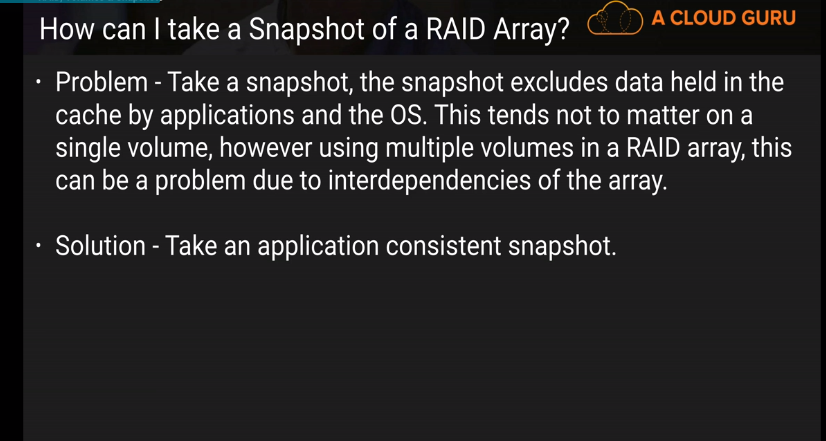 How can I take a Snapshot of a RAID Array?
A CLOUD GURU
• Problem - Take a snapshot, the snapshot excludes data held in the
cache by applications and the OS. This tends not to matter on a
single volume, however using multiple volumes in a RAID array, this
can be a problem due to interdependencies of the array.
• Solution - Take an application consistent snapshot.